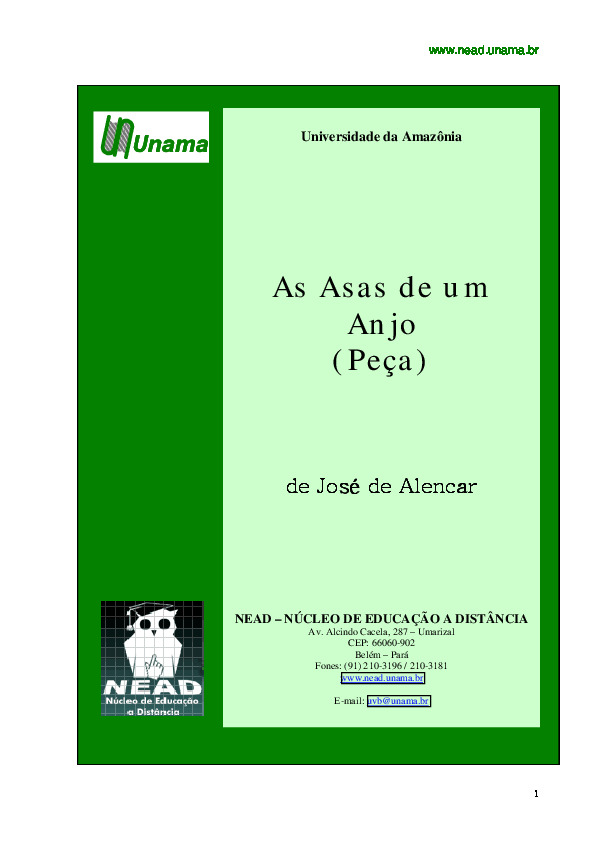 www.nead.unama.br
Unama
Universidade da Amazônia
As Asas de um
Anjo
(Peça)
de José de Alencar
NEAD – NÚCLEO DE EDUCAÇÃO A DISTÂNCIA
Av. Alcindo Cacela, 287 – Umarizal
CEP: 66060-902
Belém – Pará
Fones: (91) 210-3196 / 210-3181
www.nead.unama.br
E-mail: uvb@unama.br
NEAD
Núcleo de Educação
a Distância
1